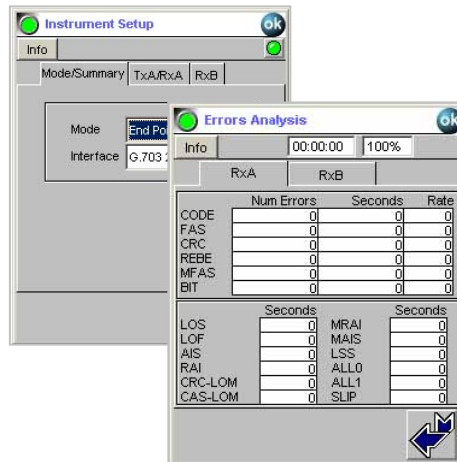 Instrument Setup ok
Info
Mode/Summary TxA/RxA RxB
Mode End Po
Interface G.703
Errors Analysis ok
Info 00:00:00 100%
RxA RxB
Num Errors Seconds Rate
CODE 0 0 0
FAS 0 0 0
CRC 0 0 0
REBE 0 0 0
MFAS 0 0 0
BIT 0 0 0
Seconds Seconds
LOS 0 MRAI 0
LOF 0 MAIS 0
AIS 0 LSS 0
RAI 0 ALL0 0
CRC-LOM 0 ALL1 0
CAS-LOM 0 SLIP 0